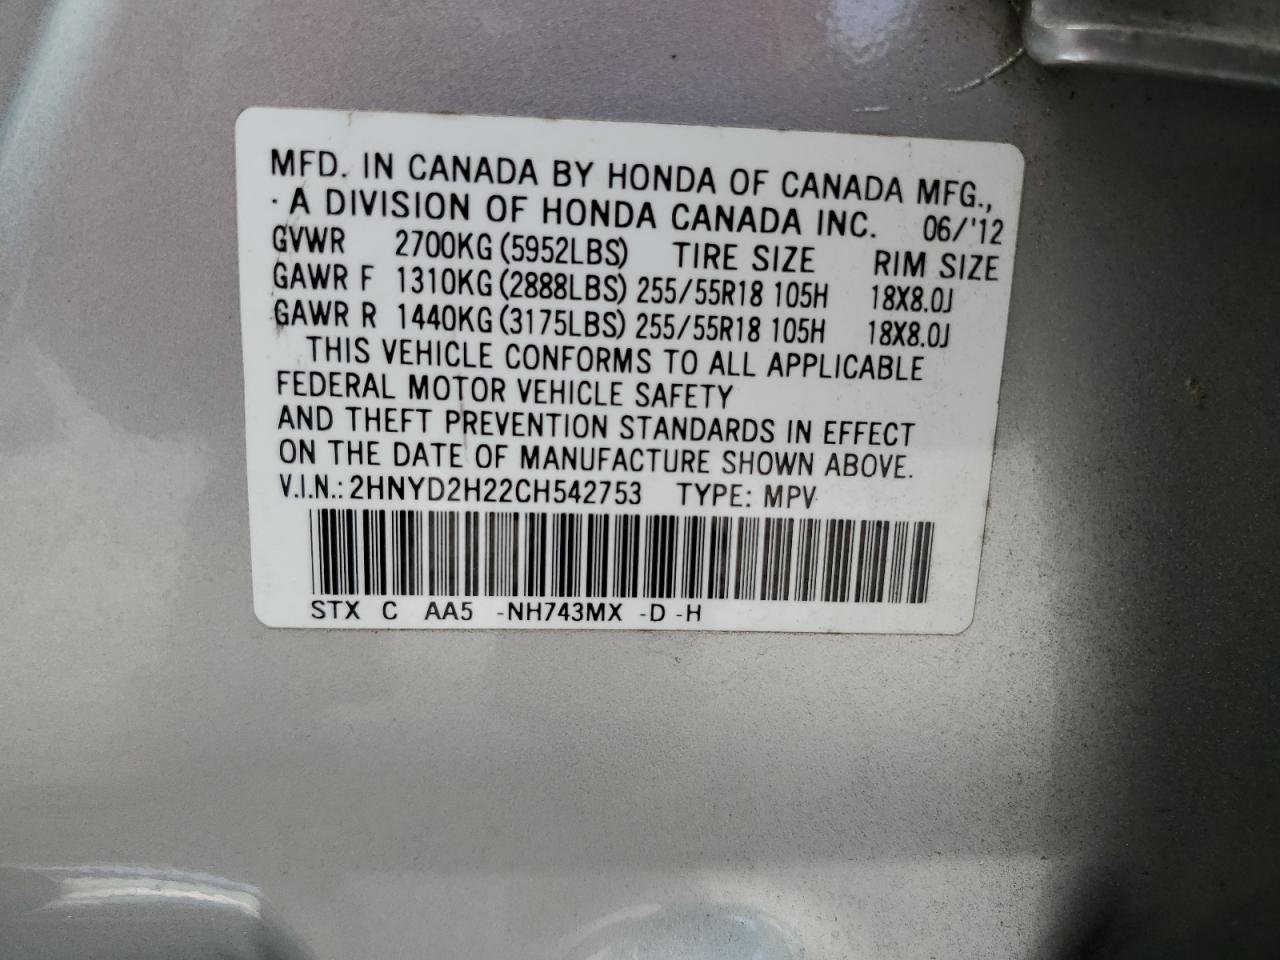 MFD. IN CANADA BY HONDA OF CANADA MFG.,
· A DIVISION OF HONDA CANADA INC. 06/'12
GVWR 2700KG (5952LBS) TIRE SIZE RIM SIZE
GAWR F 1310KG (2888LBS) 255/55R18 105H 18X8.0J
GAWR R 1440KG (3175LBS) 255/55R18 105H 18X8.0J
THIS VEHICLE CONFORMS TO ALL APPLICABLE
FEDERAL MOTOR VEHICLE SAFETY
AND THEFT PREVENTION STANDARDS IN EFFECT
ON THE DATE OF MANUFACTURE SHOWN ABOVE.
V.I.N.: 2HNYD2H22CH542753 TYPE: MPV
STX C AA5 -NH743MX -D -H